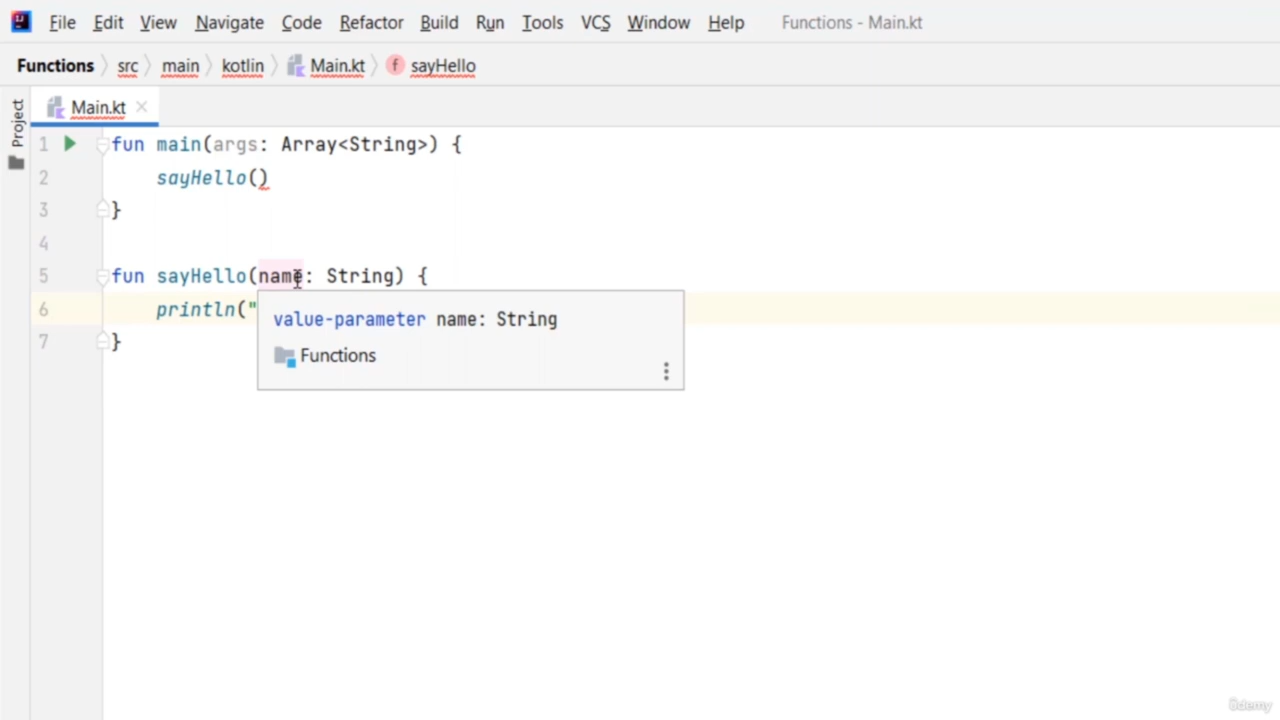 File Edit View Navigate Code Refactor Build Run Tools VCS Window Help Functions - Main.kt
Functions src main kotlin Main.kt f sayHello
Project
Main.kt
1 fun main(args: Array<String>) {
2 sayHello()
3 }
4
5 fun sayHello(name: String) {
6 println("
7 }
value-parameter name: String
Functions
ûdemy